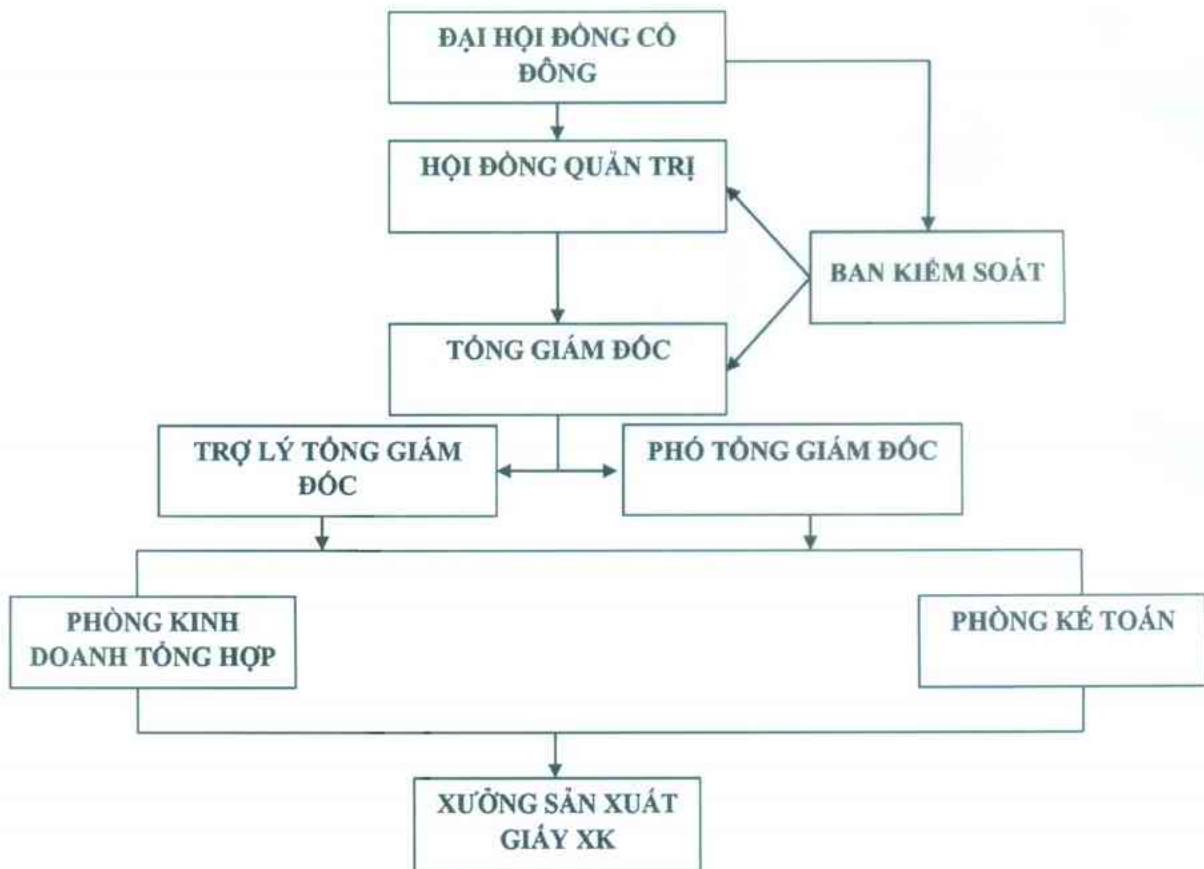 ĐẠI HỘI ĐỒNG CỔ
ĐÔNG
HỘI ĐỒNG QUẢN TRỊ
BAN KIỂM SOÁT
TỔNG GIÁM ĐỐC
TRỢ LÝ TỔNG GIÁM
ĐỐC
PHÓ TỔNG GIÁM ĐỐC
PHÒNG KINH
DOANH TỔNG HỢP
PHÒNG KẾ TOÁN
XƯỞNG SẢN XUẤT
GIẤY XK